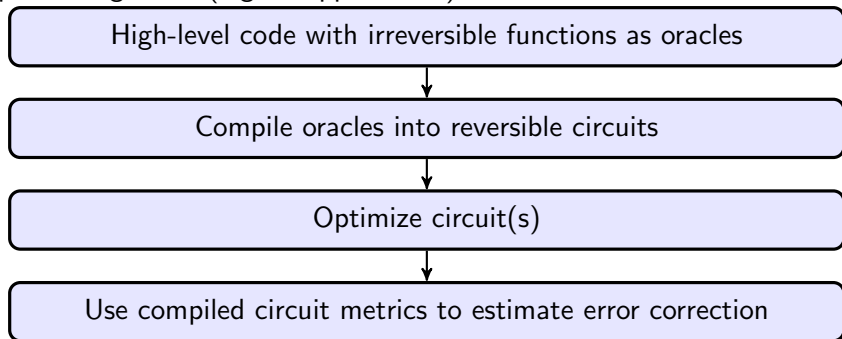 High-level code with irreversible functions as oracles
Compile oracles into reversible circuits
Optimize circuit(s)
Use compiled circuit metrics to estimate error correction